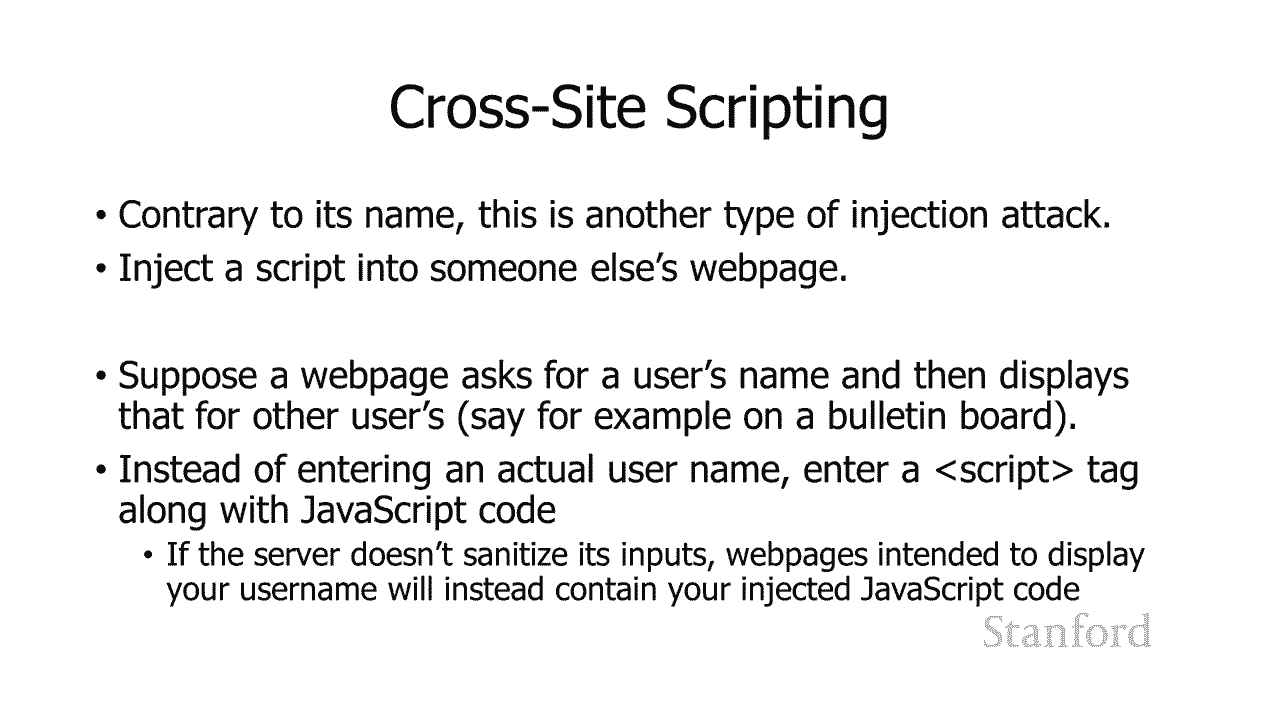 Cross-Site Scripting
• Contrary to its name, this is another type of injection attack.
• Inject a script into someone else’s webpage.
• Suppose a webpage asks for a user’s name and then displays
that for other user’s (say for example on a bulletin board).
• Instead of entering an actual user name, enter a <script> tag
along with JavaScript code
• If the server doesn’t sanitize its inputs, webpages intended to display
your username will instead contain your injected JavaScript code
Stanford